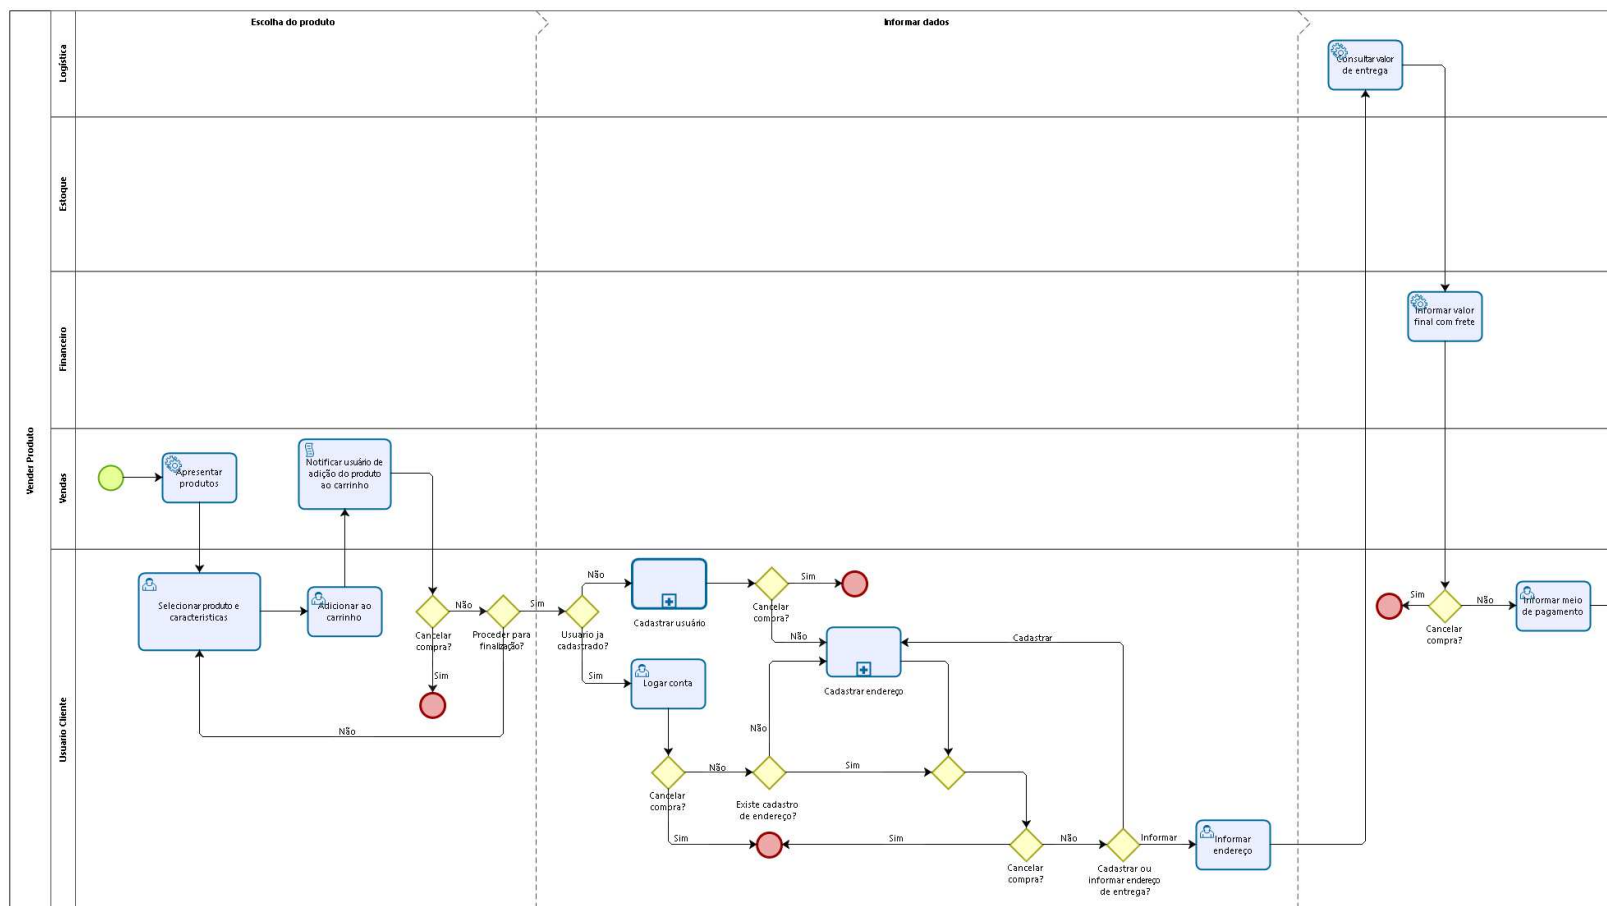 Escolha do produto
Informar dados
Vender Produto
Logística
Consultar valor
de entrega
Estoque
Financeiro
Informar valor
final com frete
Vendas
Apresentar
produtos
Notificar usuário de
adição do produto
ao carrinho
Usuario Cliente
Selecionar produto e
caracteristicas
Adicionar ao
carrinho
Cancelar
compra?
Não
Sim
Proceder para
finalização?
Sim
Não
Usuario ja
cadastrado?
Não
Cadastrar usuário
Sim
Logar conta
Cancelar
compra?
Sim
Não
Cadastrar endereço
Cadastrar
Cancelar
compra?
Não
Sim
Existe cadastro
de endereço?
Não
Sim
Cancelar
compra?
Sim
Não
Cadastrar ou
informar endereço
de entrega?
Informar
Informar
endereço
Cancelar
compra?
Sim
Não
Informar meio
de pagamento